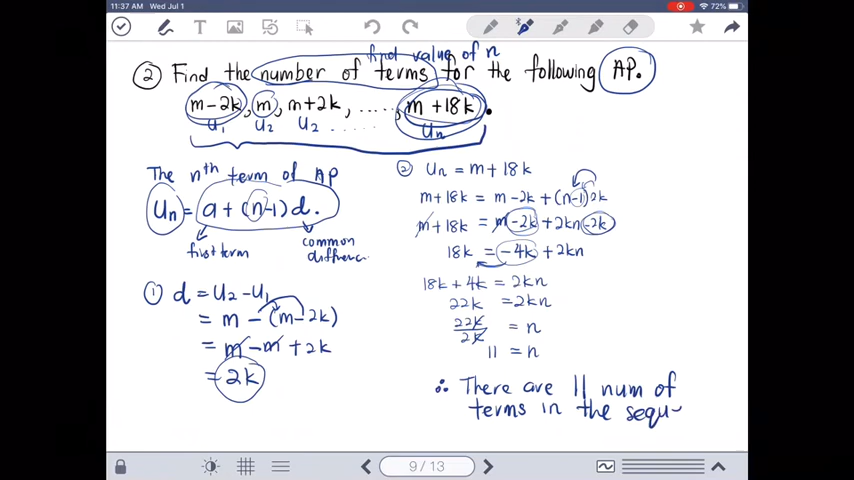 11:37 AM Wed Jul 1
72%
find value of n
② Find the number of terms for the following AP.
m-2k, m, m+2k, ....., m+18k.
U₁ U₂ U₂ ..... Uₙ
The nᵗʰ term of AP
Uₙ = a + (n-1)d.
first term
common
differenc
① d = U₂ - U₁
= m - (m-2k)
= m - m + 2k
= 2k
② Uₙ = m + 18k
m+18k = m-2k + (n-1)2k
m+18k = m-2k + 2kn - 2k
18k = -4k + 2kn
18k + 4k = 2kn
22k = 2kn
22k/2k = n
11 = n
∴ There are 11 num of
terms in the sequ
9 / 13